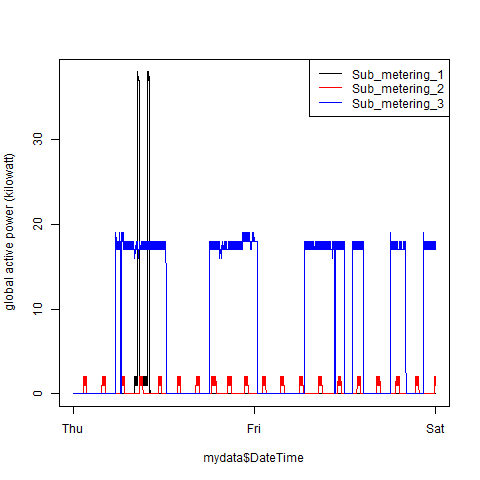 Sub_metering_1
Sub_metering_2
Sub_metering_3
global active power (kilowatt)
30
20
10
0
Thu Fri Sat
mydata$DateTime